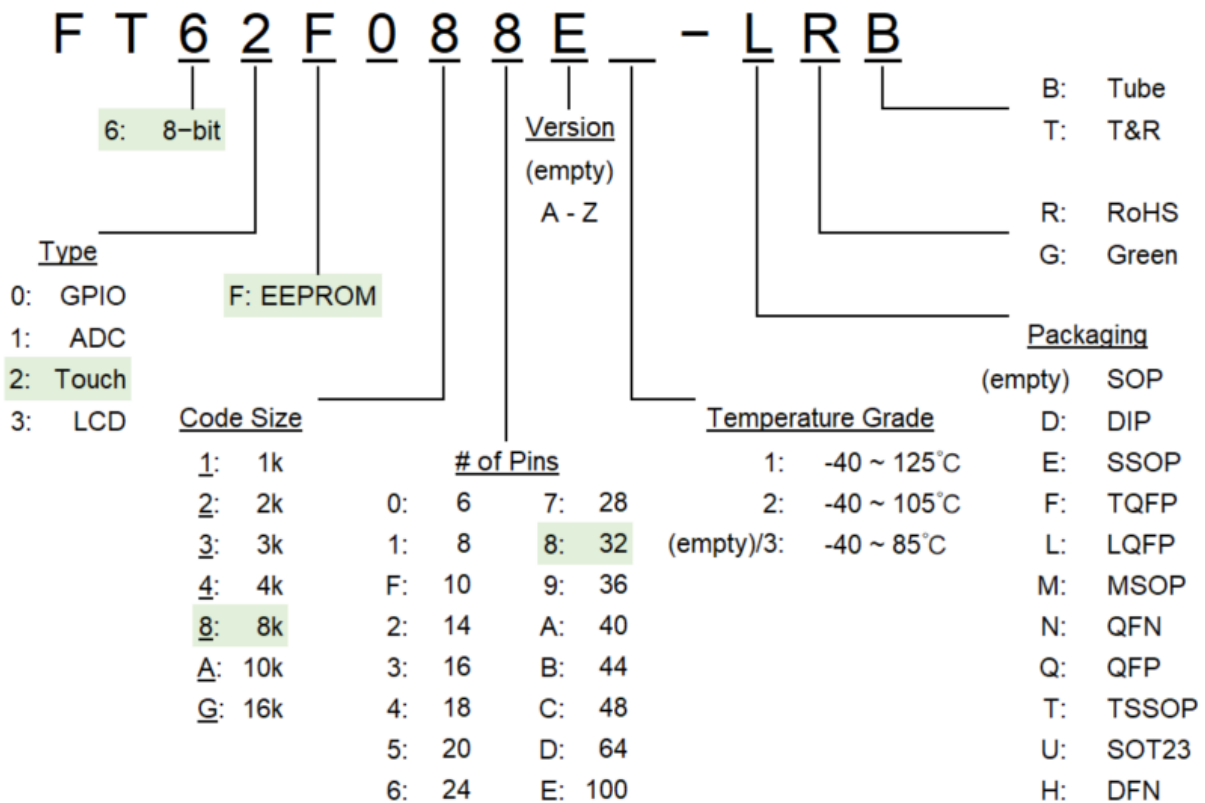 F T 6 2 F 0 8 8 E _ - L R B
B: Tube
T: T&R
6: 8-bit
Version
(empty)
A - Z
R: RoHS
G: Green
Type
0: GPIO
1: ADC
2: Touch
3: LCD
F: EEPROM
Code Size
1: 1k
2: 2k
3: 3k
4: 4k
8: 8k
A: 10k
G: 16k
# of Pins
0: 6 7: 28
1: 8 8: 32
F: 10 9: 36
2: 14 A: 40
3: 16 B: 44
4: 18 C: 48
5: 20 D: 64
6: 24 E: 100
Temperature Grade
1: -40 ~ 125°C
2: -40 ~ 105°C
(empty)/3: -40 ~ 85°C
Packaging
(empty) SOP
D: DIP
E: SSOP
F: TQFP
L: LQFP
M: MSOP
N: QFN
Q: QFP
T: TSSOP
U: SOT23
H: DFN